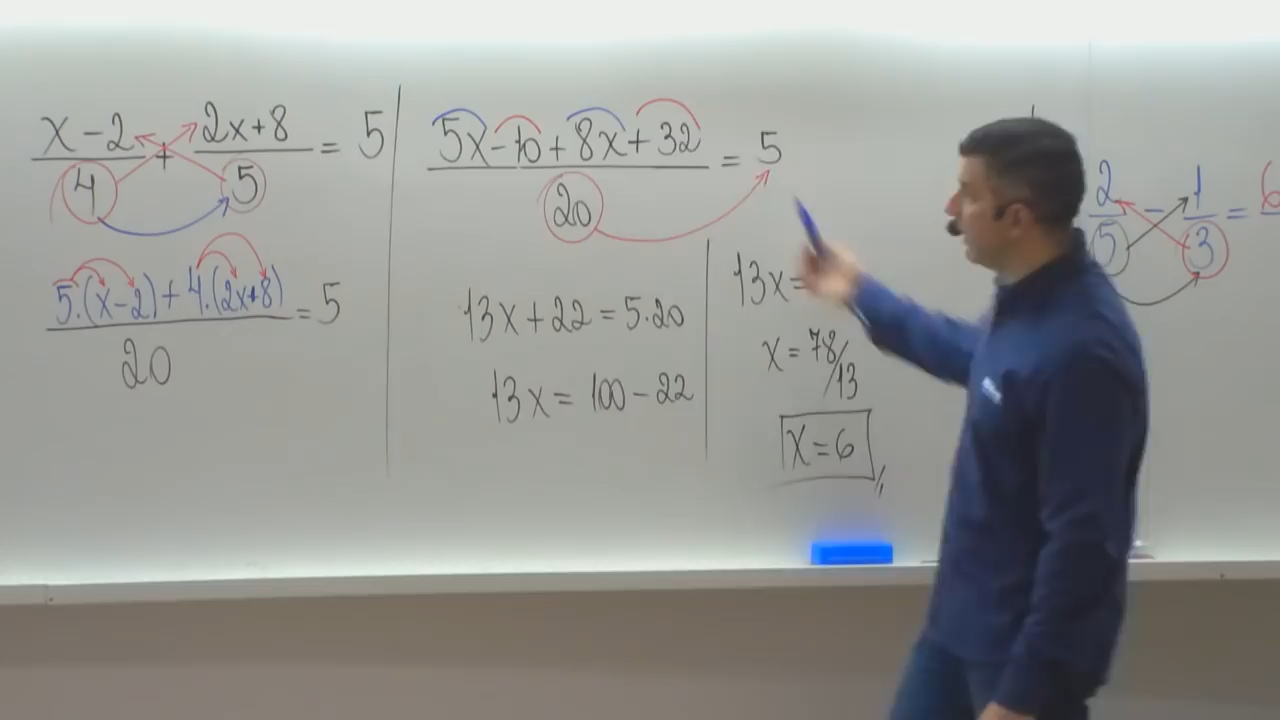 x-2/4 + 2x+8/5 = 5
5.(x-2)+4.(2x+8)/20 = 5
5x-10+8x+32/20 = 5
13x+22=5.20
13x=100-22
13x=
x=78/13
x=6
2/5 - 1/3 = 6